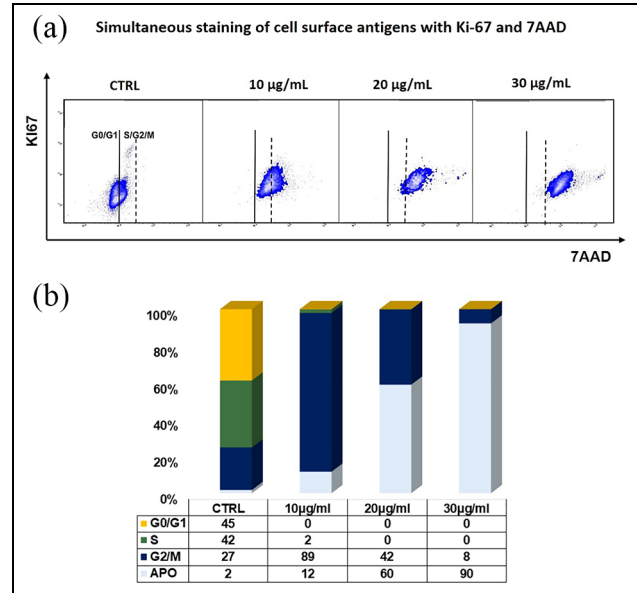 (a)
Simultaneous staining of cell surface antigens with Ki-67 and 7AAD
CTRL 10 µg/mL 20 µg/mL 30 µg/mL
KI67
G0/G1 S/G2/M
7AAD
(b)
100%
80%
60%
40%
20%
0%
CTRL 10µg/ml 20µg/ml 30µg/ml
G0/G1 45 0 0 0
S 42 2 0 0
G2/M 27 89 42 8
APO 2 12 60 90